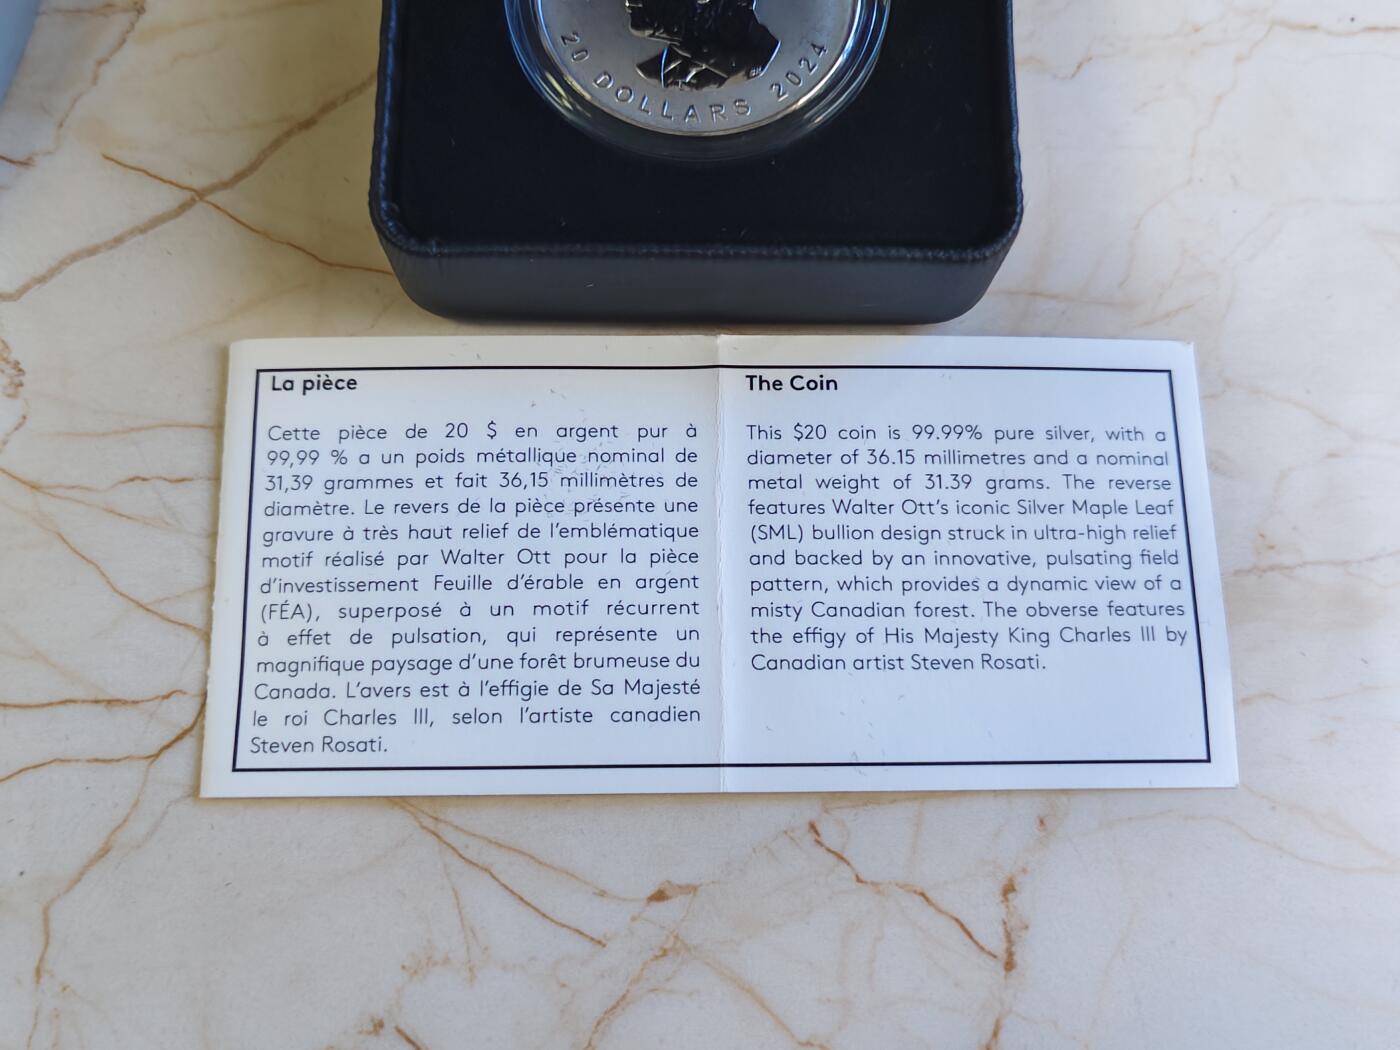 20 DOLLARS 2024
La pièce
Cette pièce de 20 $ en argent pur à
99,99 % a un poids métallique nominal de
31,39 grammes et fait 36,15 millimètres de
diamètre. Le revers de la pièce présente une
gravure à très haut relief de l'emblématique
motif réalisé par Walter Ott pour la pièce
d'investissement Feuille d'érable en argent
(FÉA), superposé à un motif récurrent
à effet de pulsation, qui représente un
magnifique paysage d'une forêt brumeuse du
Canada. L'avers est à l'effigie de Sa Majesté
le roi Charles III, selon l'artiste canadien
Steven Rosati.
The Coin
This $20 coin is 99.99% pure silver, with a
diameter of 36.15 millimetres and a nominal
metal weight of 31.39 grams. The reverse
features Walter Ott's iconic Silver Maple Leaf
(SML) bullion design struck in ultra-high relief
and backed by an innovative, pulsating field
pattern, which provides a dynamic view of a
misty Canadian forest. The obverse features
the effigy of His Majesty King Charles III by
Canadian artist Steven Rosati.